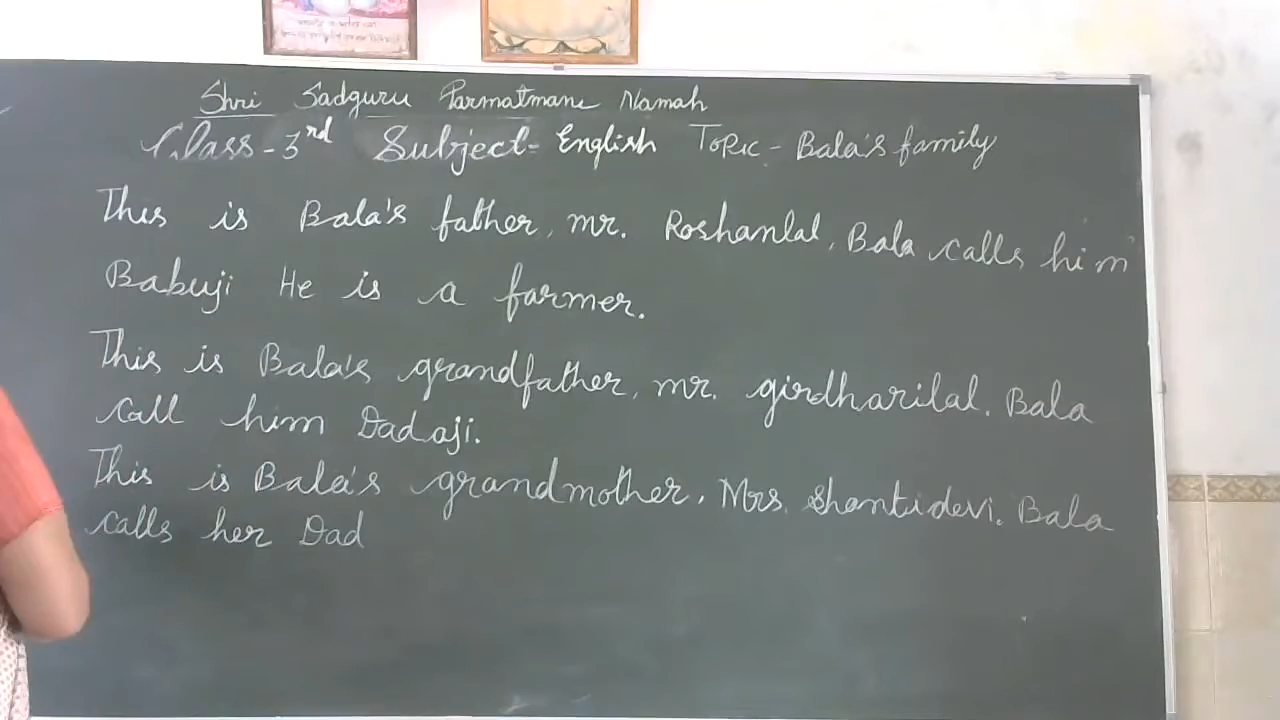 Shri Sadguru Parmatmane Namah
Class - 3rd Subject - English Topic - Bala's family
This is Bala's father, mr. Roshanlal, Bala calls him
Babuji He is a farmer.
This is Bala's grandfather, mr. girdharilal. Bala
call him Dadaji.
This is Bala's grandmother, Mrs. Shantidevi. Bala
calls her Dad